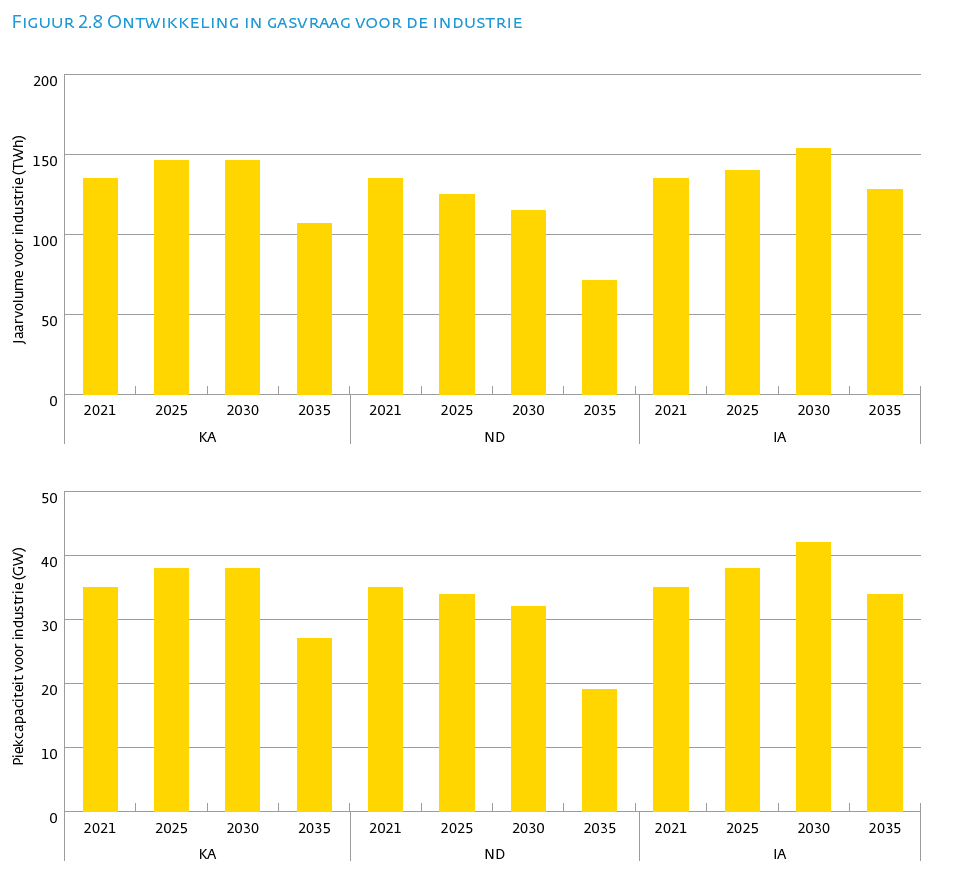 Figuur 2.8 Ontwikkeling in gasvraag voor de industrie
Jaarvolume voor industrie (TWh)
200
150
100
50
0
2021 2025 2030 2035 2021 2025 2030 2035 2021 2025 2030 2035
KA ND IA
Piekcapaciteit voor industrie (GW)
50
40
30
20
10
0
2021 2025 2030 2035 2021 2025 2030 2035 2021 2025 2030 2035
KA ND IA